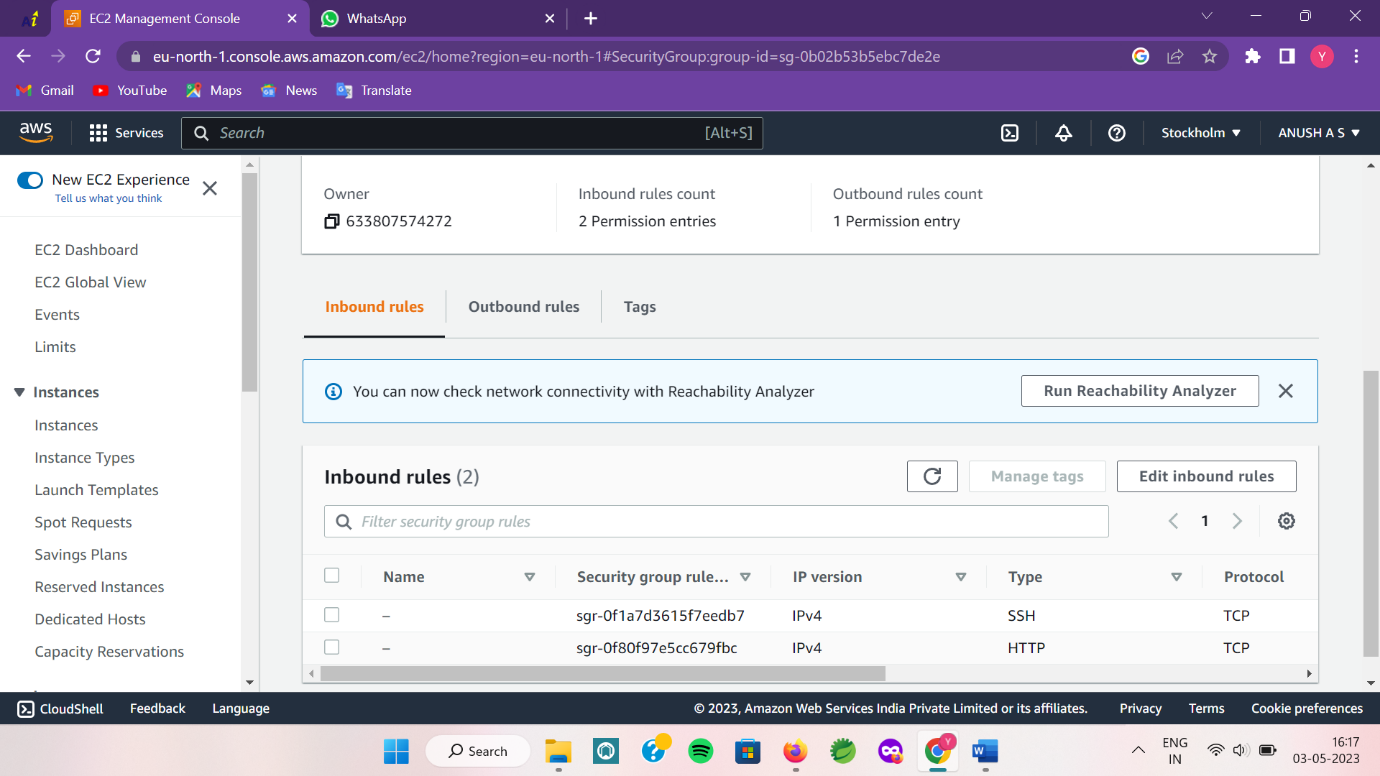 EC2 Management Console
WhatsApp
eu-north-1.console.aws.amazon.com/ec2/home?region=eu-north-1#SecurityGroup:group-id=sg-0b02b53b5ebc7de2e
Y
Gmail YouTube Maps News Translate
aws Services Search [Alt+S] Stockholm ANUSH A S
New EC2 Experience
Tell us what you think
EC2 Dashboard
EC2 Global View
Events
Limits
Instances
Instances
Instance Types
Launch Templates
Spot Requests
Savings Plans
Reserved Instances
Dedicated Hosts
Capacity Reservations
Owner Inbound rules count Outbound rules count
633807574272 2 Permission entries 1 Permission entry
Inbound rules Outbound rules Tags
You can now check network connectivity with Reachability Analyzer Run Reachability Analyzer
Inbound rules (2) Manage tags Edit inbound rules
Filter security group rules 1
Name Security group rule... IP version Type Protocol
– sgr-0f1a7d3615f7eedb7 IPv4 SSH TCP
– sgr-0f80f97e5cc679fbc IPv4 HTTP TCP
CloudShell Feedback Language © 2023, Amazon Web Services India Private Limited or its affiliates. Privacy Terms Cookie preferences
Search ENG 16:17
IN 03-05-2023